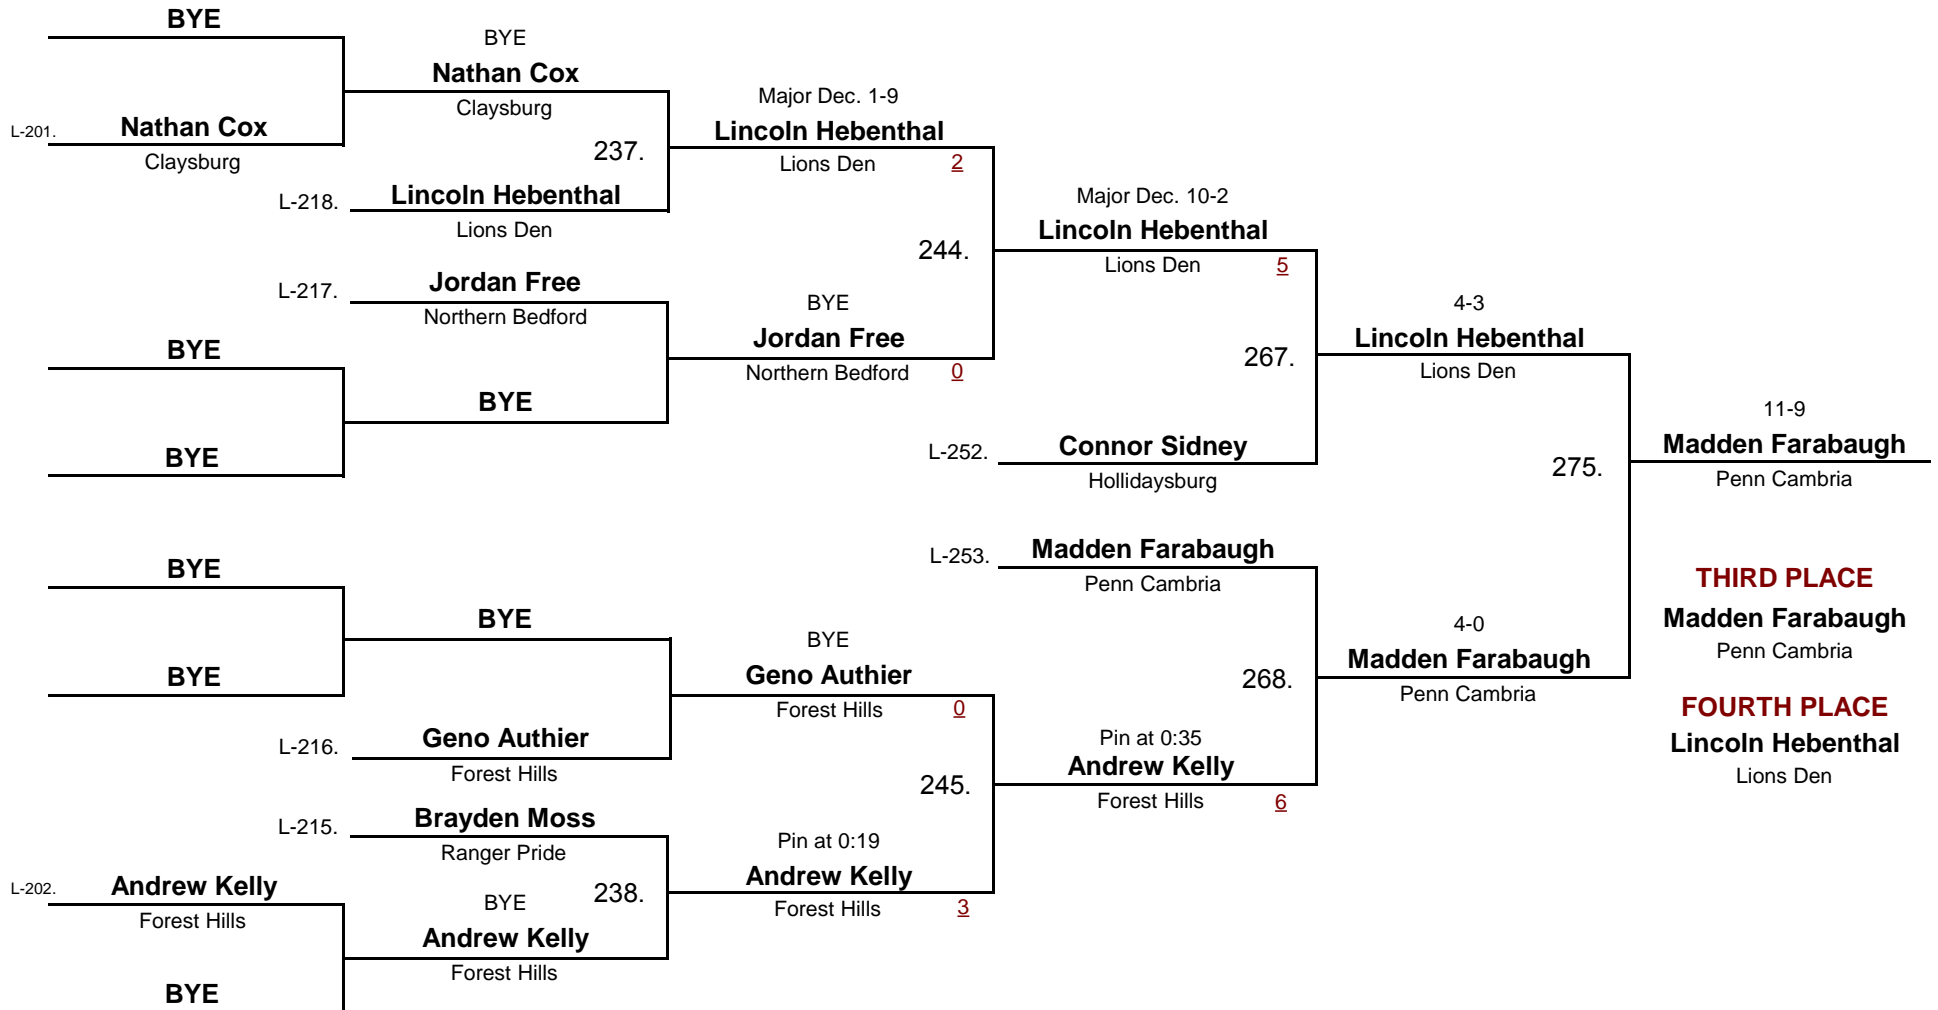 BYE
BYE
Nathan Cox
Claysburg
L-201.
Nathan Cox
Claysburg
Major Dec. 1-9
Lincoln Hebenthal
Lions Den
2
237.
L-218.
Lincoln Hebenthal
Lions Den
Major Dec. 10-2
Lincoln Hebenthal
Lions Den
5
244.
L-217.
Jordan Free
Northern Bedford
BYE
Jordan Free
Northern Bedford
0
BYE
BYE
BYE
4-3
Lincoln Hebenthal
Lions Den
267.
L-252.
Connor Sidney
Hollidaysburg
11-9
Madden Farabaugh
Penn Cambria
275.
L-253.
Madden Farabaugh
Penn Cambria
BYE
BYE
BYE
BYE
Geno Authier
Forest Hills
0
L-216.
Geno Authier
Forest Hills
4-0
Madden Farabaugh
Penn Cambria
268.
THIRD PLACE
Madden Farabaugh
Penn Cambria
FOURTH PLACE
Lincoln Hebenthal
Lions Den
Pin at 0:35
Andrew Kelly
Forest Hills
6
245.
L-215.
Brayden Moss
Ranger Pride
Pin at 0:19
Andrew Kelly
Forest Hills
3
L-202.
Andrew Kelly
Forest Hills
238.
BYE
Andrew Kelly
Forest Hills
BYE